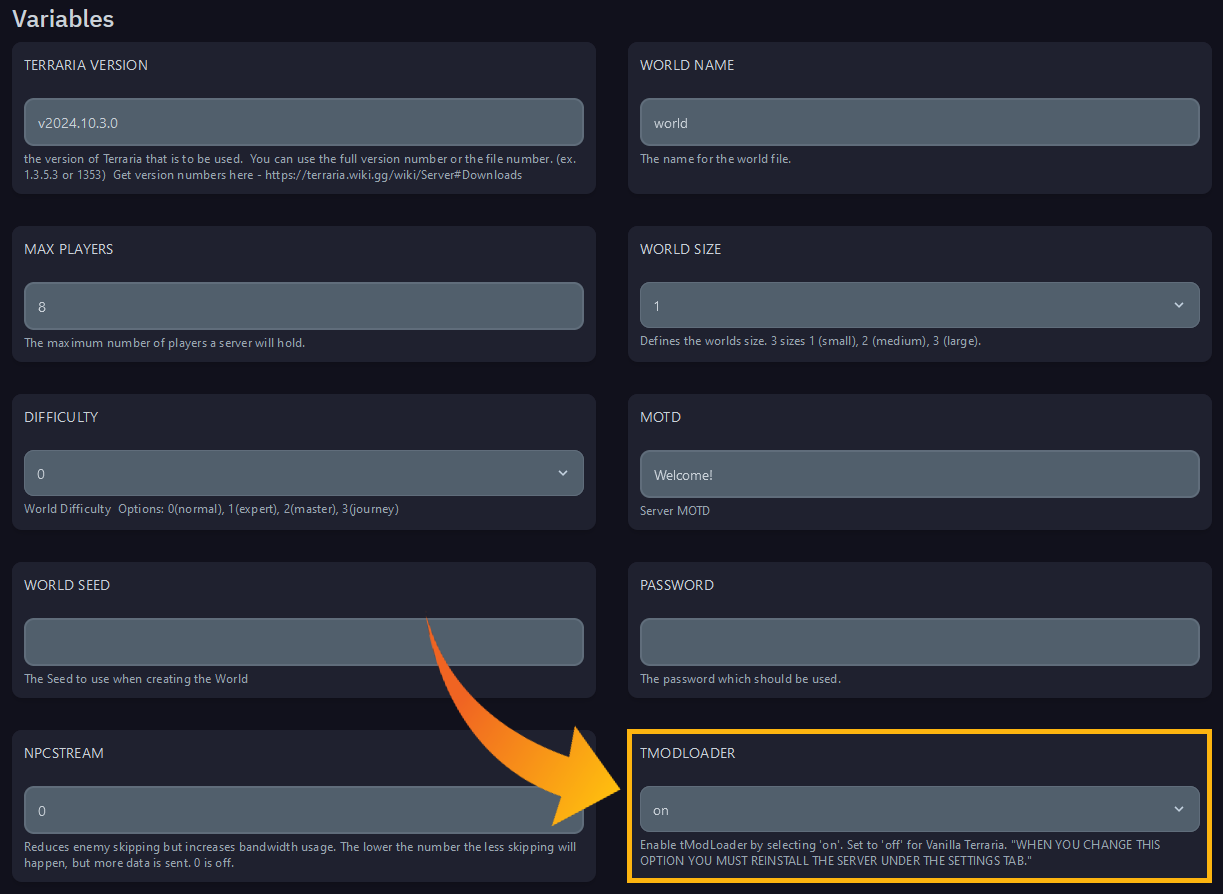 Variables
TERRARIA VERSION
v2024.10.3.0
the version of Terraria that is to be used.  You can use the full version number or the file number. (ex.
1.3.5.3 or 1353)  Get version numbers here - https://terraria.wiki.gg/wiki/Server#Downloads
WORLD NAME
world
The name for the world file.
MAX PLAYERS
8
The maximum number of players a server will hold.
WORLD SIZE
1
Defines the worlds size. 3 sizes 1 (small), 2 (medium), 3 (large).
DIFFICULTY
0
World Difficulty  Options: 0(normal), 1(expert), 2(master), 3(journey)
MOTD
Welcome!
Server MOTD
WORLD SEED
The Seed to use when creating the World
PASSWORD
The password which should be used.
NPCSTREAM
0
Reduces enemy skipping but increases bandwidth usage. The lower the number the less skipping will
happen, but more data is sent. 0 is off.
TMODLOADER
on
Enable tModLoader by selecting 'on'. Set to 'off' for Vanilla Terraria. "WHEN YOU CHANGE THIS
OPTION YOU MUST REINSTALL THE SERVER UNDER THE SETTINGS TAB."